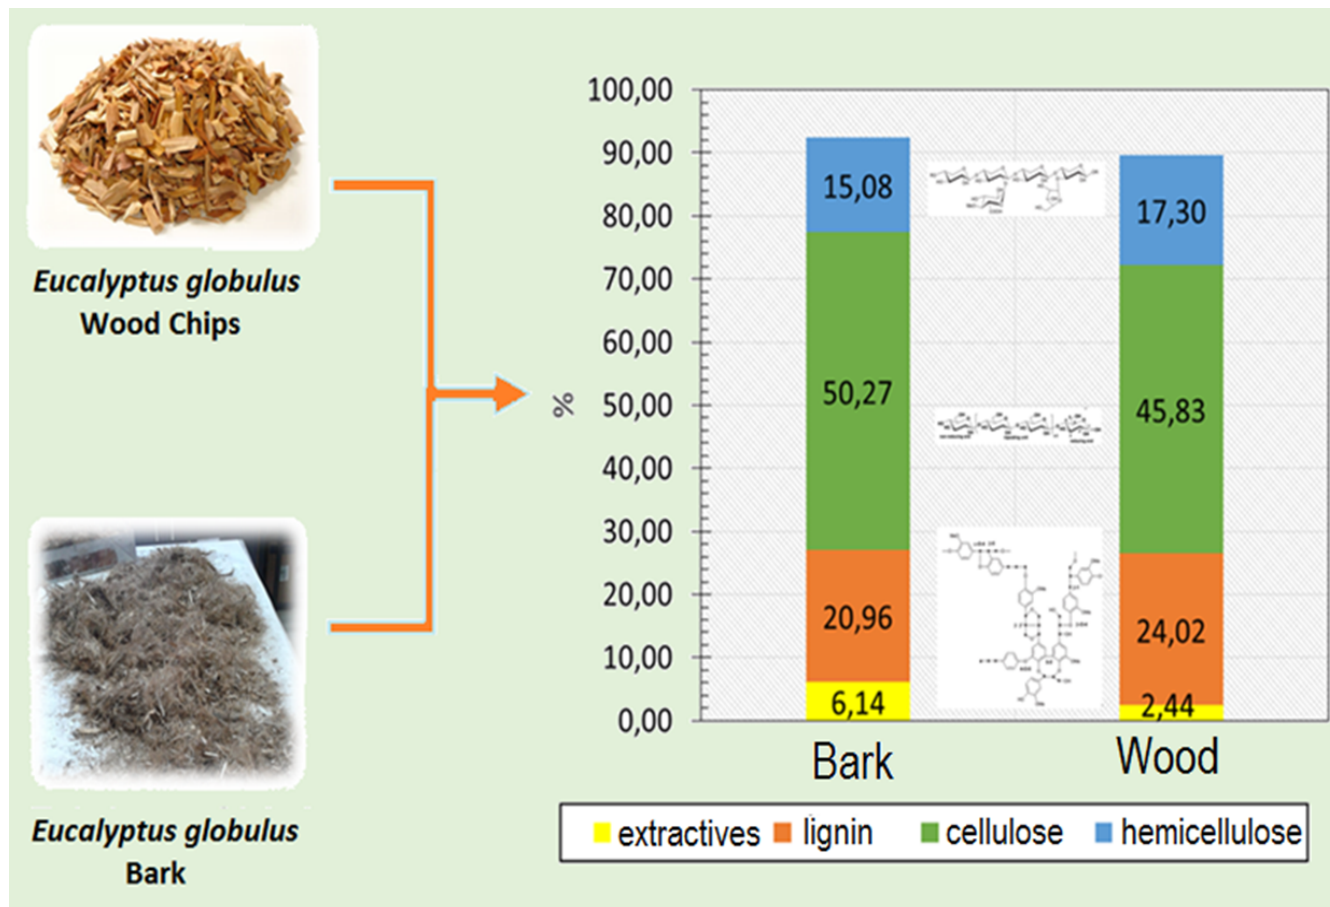 Eucalyptus globulus
Wood Chips
Eucalyptus globulus
Bark
%
100,00
90,00
80,00
70,00
60,00
50,00
40,00
30,00
20,00
10,00
0,00
15,08
50,27
20,96
6,14
17,30
45,83
24,02
2,44
Bark
Wood
extractives lignin cellulose hemicellulose